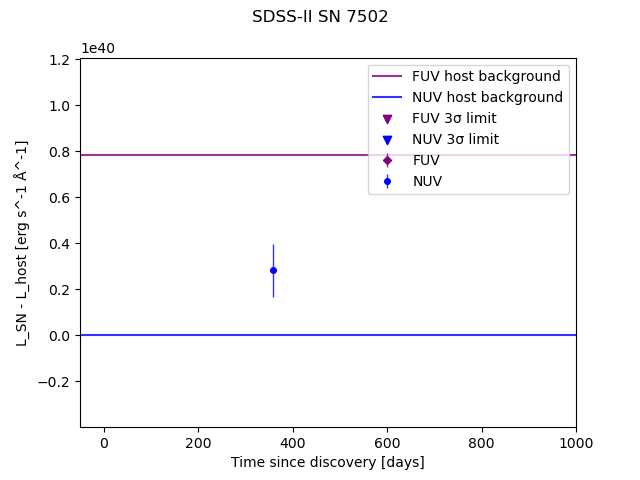 SDSS-II SN 7502
1e40
1.2
1.0
0.8
0.6
0.4
0.2
0.0
−0.2
L_SN - L_host [erg s^-1 Å^-1]
FUV host background
NUV host background
FUV 3σ limit
NUV 3σ limit
FUV
NUV
0
200
400
600
800
1000
Time since discovery [days]